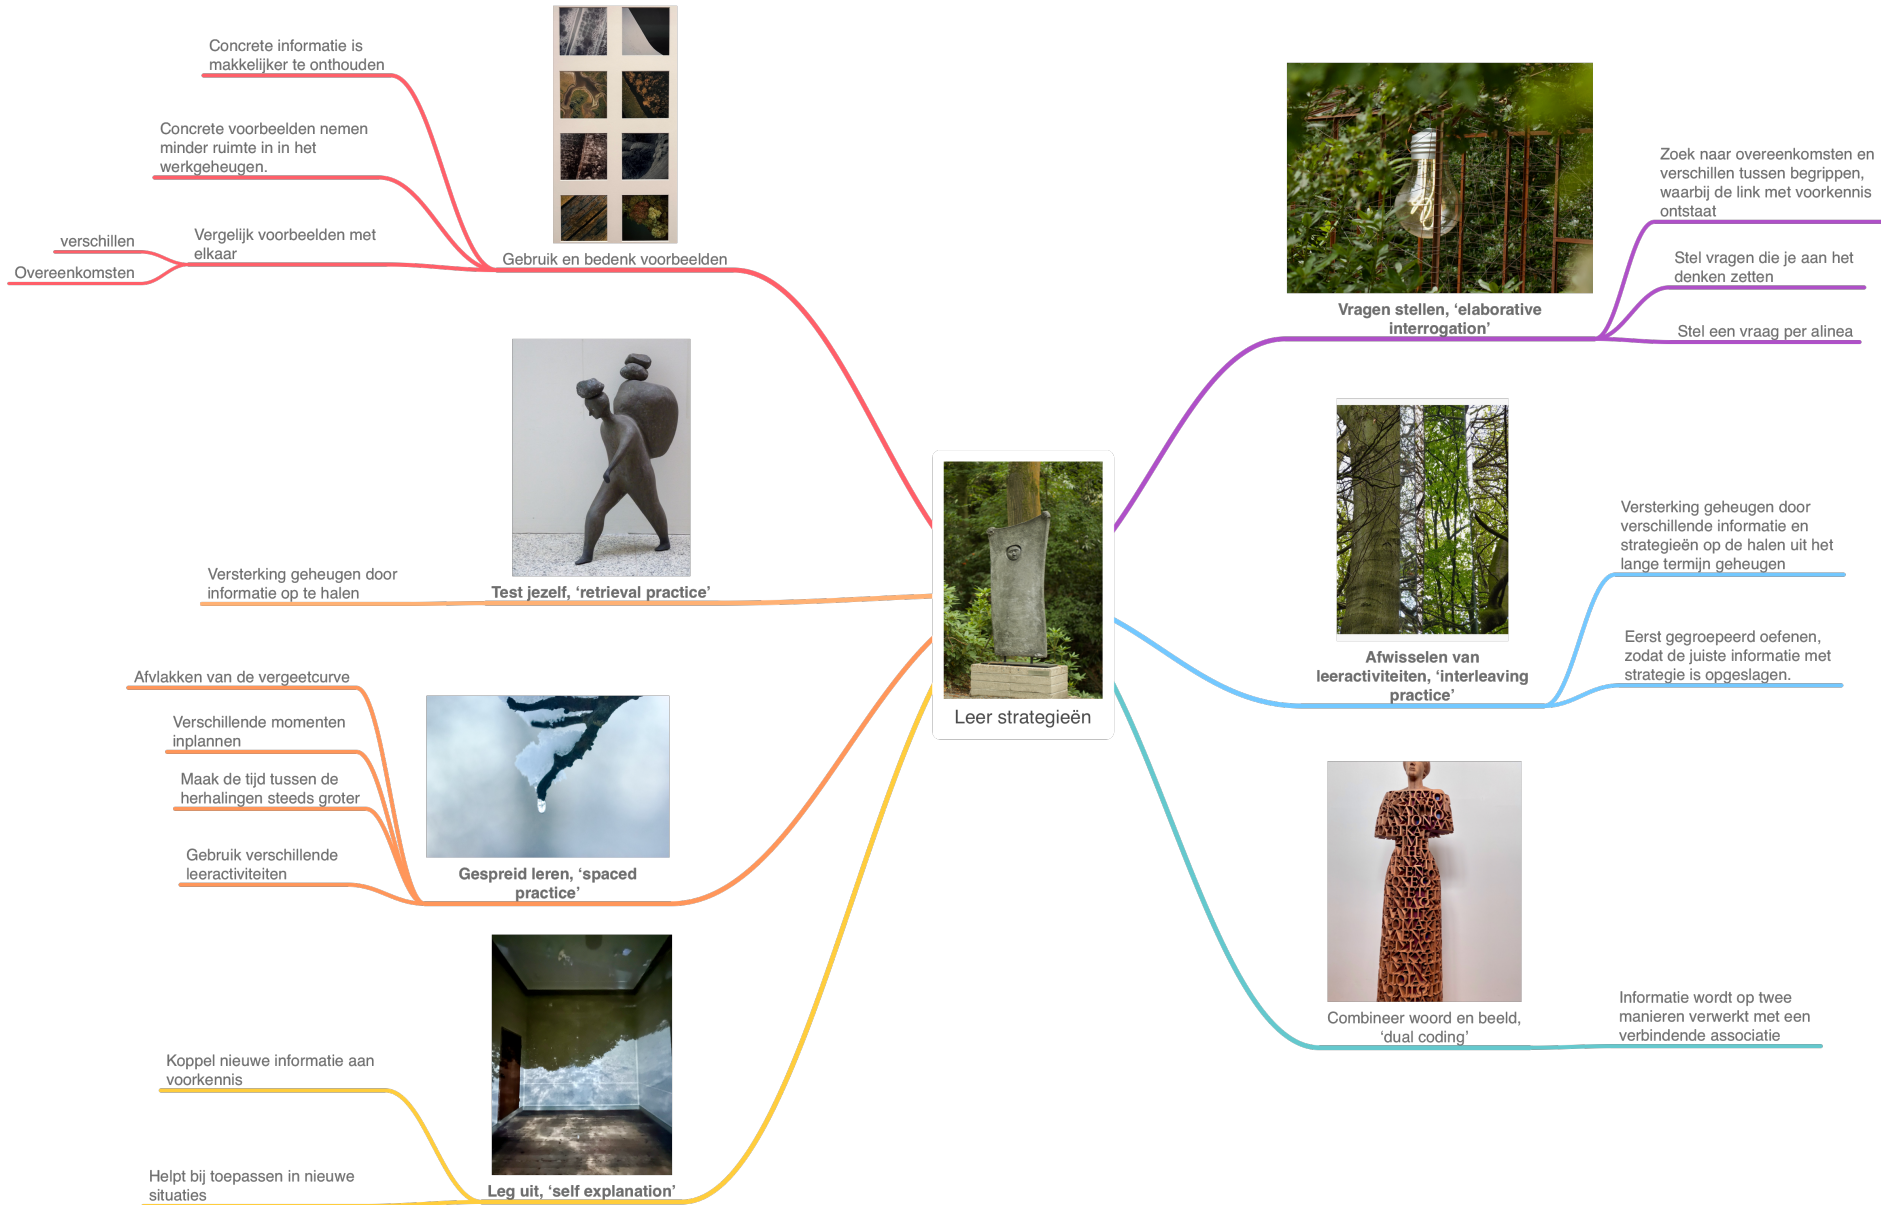 Concrete informatie is
makkelijker te onthouden
Concrete voorbeelden nemen
minder ruimte in in het
werkgeheugen.
Vergelijk voorbeelden met
elkaar
verschillen
Overeenkomsten
Gebruik en bedenk voorbeelden
Versterking geheugen door
informatie op te halen
Test jezelf, ‘retrieval practice’
Afvlakken van de vergeetcurve
Verschillende momenten
inplannen
Maak de tijd tussen de
herhalingen steeds groter
Gebruik verschillende
leeractiviteiten
Gespreid leren, ‘spaced
practice’
Koppel nieuwe informatie aan
voorkennis
Helpt bij toepassen in nieuwe
situaties
Leg uit, ‘self explanation’
Leer strategieën
Vragen stellen, ‘elaborative
interrogation’
Zoek naar overeenkomsten en
verschillen tussen begrippen,
waarbij de link met voorkennis
ontstaat
Stel vragen die je aan het
denken zetten
Stel een vraag per alinea
Afwisselen van
leeractiviteiten, ‘interleaving
practice’
Versterking geheugen door
verschillende informatie en
strategieën op de halen uit het
lange termijn geheugen
Eerst gegroepeerd oefenen,
zodat de juiste informatie met
strategie is opgeslagen.
Combineer woord en beeld,
‘dual coding’
Informatie wordt op twee
manieren verwerkt met een
verbindende associatie